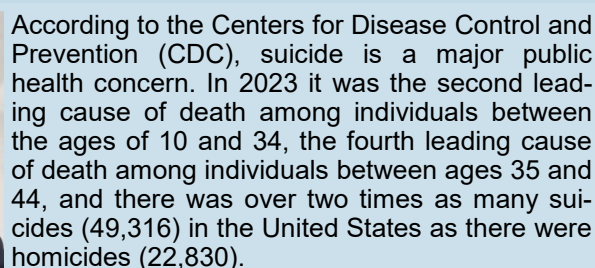 According to the Centers for Disease Control and
Prevention (CDC), suicide is a major public
health concern. In 2023 it was the second lead-
ing cause of death among individuals between
the ages of 10 and 34, the fourth leading cause
of death among individuals between ages 35 and
44, and there was over two times as many sui-
cides (49,316) in the United States as there were
homicides (22,830).